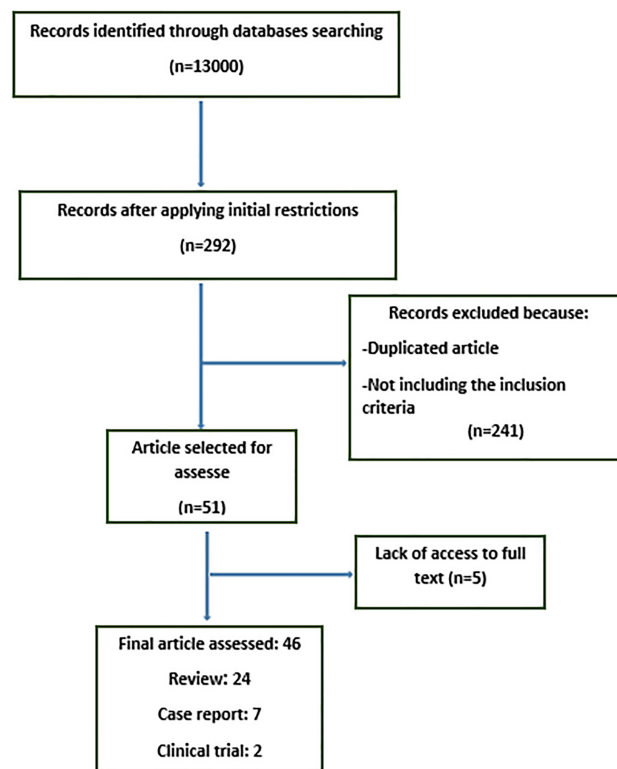 Records identified through databases searching
(n=13000)
Records after applying initial restrictions
(n=292)
Records excluded because:
-Duplicated article
-Not including the inclusion
criteria
(n=241)
Article selected for
assesse
(n=51)
Lack of access to full
text (n=5)
Final article assessed: 46
Review: 24
Case report: 7
Clinical trial: 2